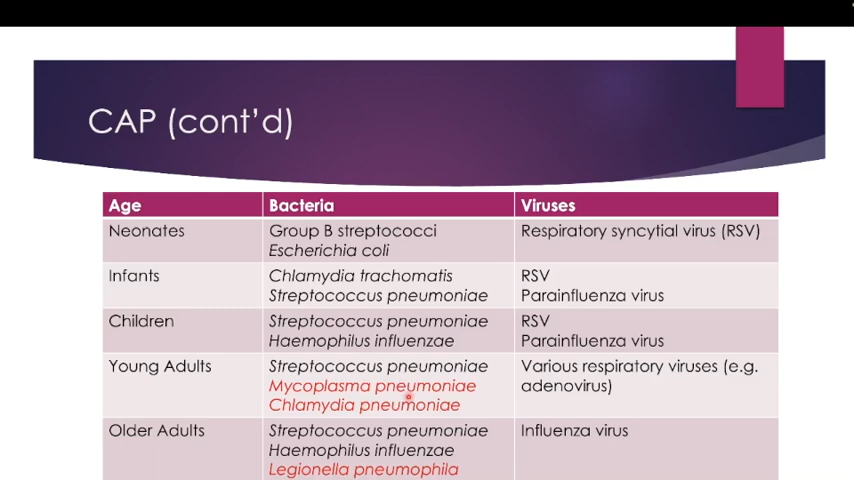 CAP (cont'd)
Age Bacteria Viruses
Neonates Group B streptococci Respiratory syncytial virus (RSV)
Escherichia coli
Infants Chlamydia trachomatis RSV
Streptococcus pneumoniae Parainfluenza virus
Children Streptococcus pneumoniae RSV
Haemophilus influenzae Parainfluenza virus
Young Adults Streptococcus pneumoniae Various respiratory viruses (e.g.
Mycoplasma pneumoniae adenovirus)
Chlamydia pneumoniae
Older Adults Streptococcus pneumoniae Influenza virus
Haemophilus influenzae
Legionella pneumophila